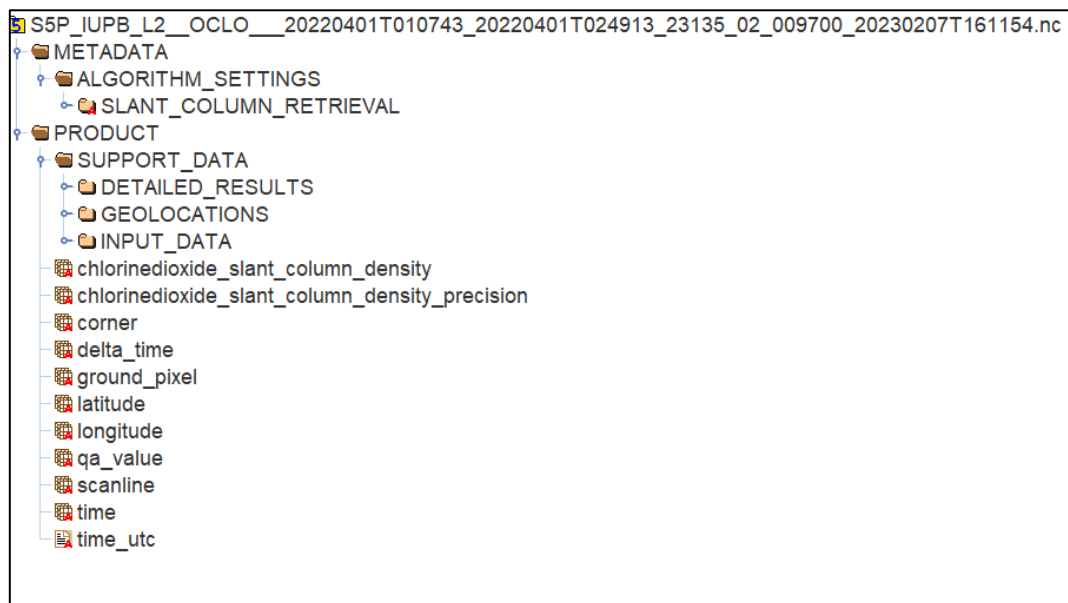 S5P_IUPB_L2__OCLO___20220401T010743_20220401T024913_23135_02_009700_20230207T161154.nc
METADATA
ALGORITHM_SETTINGS
SLANT_COLUMN_RETRIEVAL
PRODUCT
SUPPORT_DATA
DETAILED_RESULTS
GEOLOCATIONS
INPUT_DATA
chlorinedioxide_slant_column_density
chlorinedioxide_slant_column_density_precision
corner
delta_time
ground_pixel
latitude
longitude
qa_value
scanline
time
time_utc